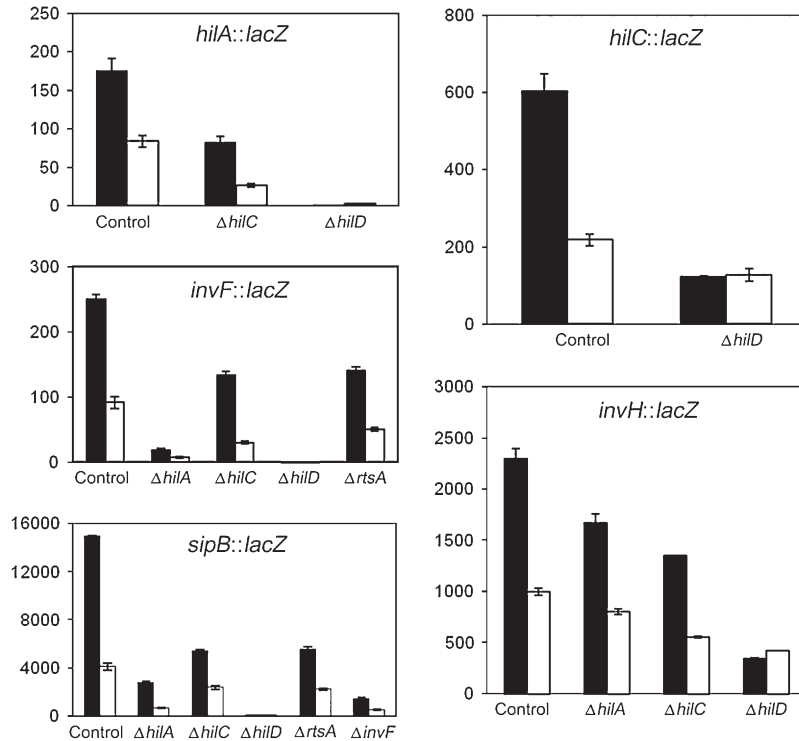 hilA::lacZ
250
200
150
100
50
0
Control ΔhilC ΔhilD
invF::lacZ
300
200
100
0
Control ΔhilA ΔhilC ΔhilD ΔrtsA
sipB::lacZ
16000
12000
8000
4000
0
Control ΔhilA ΔhilC ΔhilD ΔrtsA ΔinvF
hilC::lacZ
800
600
400
200
0
Control ΔhilD
invH::lacZ
3000
2500
2000
1500
1000
500
0
Control ΔhilA ΔhilC ΔhilD